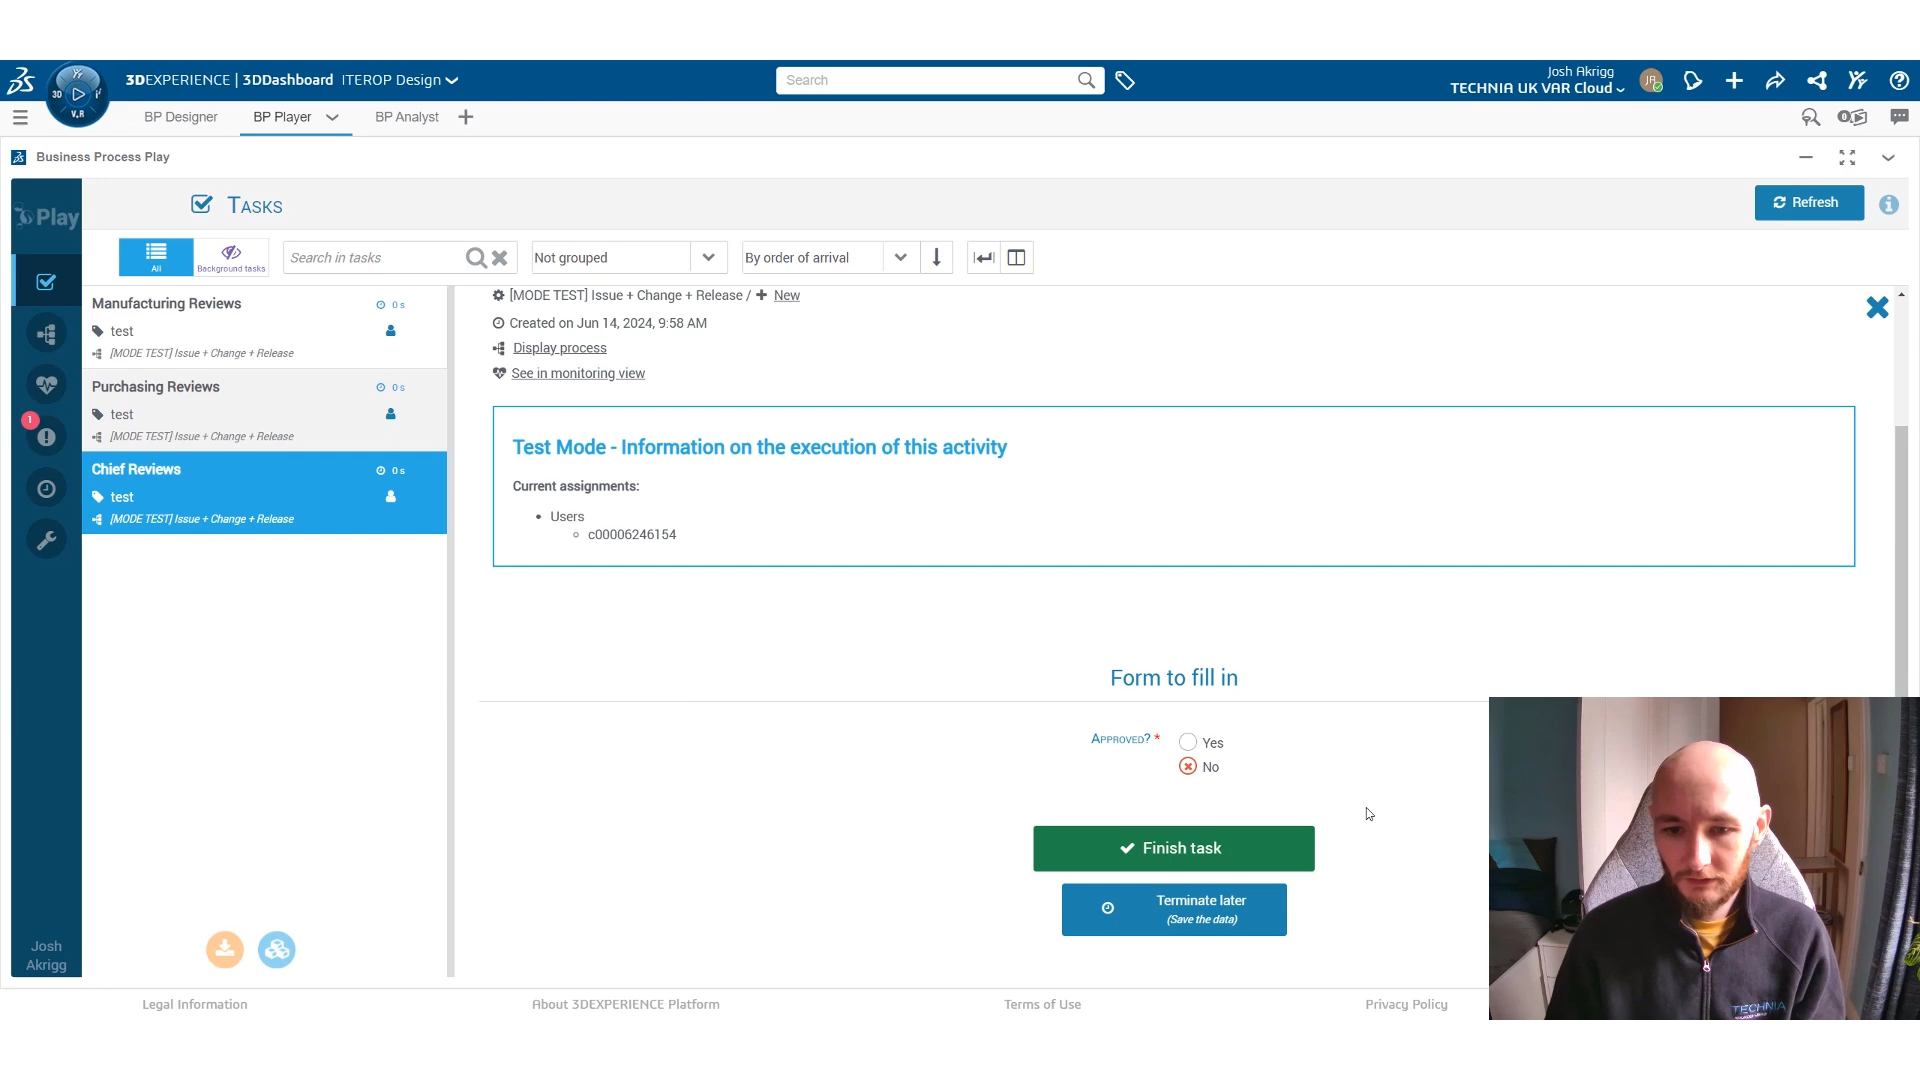 3DEXPERIENCE | 3DDashboard ITEROP Design
Search
Josh Akrigg
TECHNIA UK VAR Cloud
JA
3D
V.R
BP Designer
BP Player
BP Analyst
0
Business Process Play
Play
Tasks
Refresh
All
Background tasks
Search in tasks
Not grouped
By order of arrival
Manufacturing Reviews
0 s
test
[MODE TEST] Issue + Change + Release
Purchasing Reviews
0 s
test
[MODE TEST] Issue + Change + Release
Chief Reviews
0 s
test
[MODE TEST] Issue + Change + Release
1
Josh
Akrigg
[MODE TEST] Issue + Change + Release / + New
Created on Jun 14, 2024, 9:58 AM
Display process
See in monitoring view
Test Mode - Information on the execution of this activity
Current assignments:
Users
c00006246154
Form to fill in
Approved? *
Yes
No
Finish task
Terminate later
(Save the data)
TECHNIA
Legal Information
About 3DEXPERIENCE Platform
Terms of Use
Privacy Policy